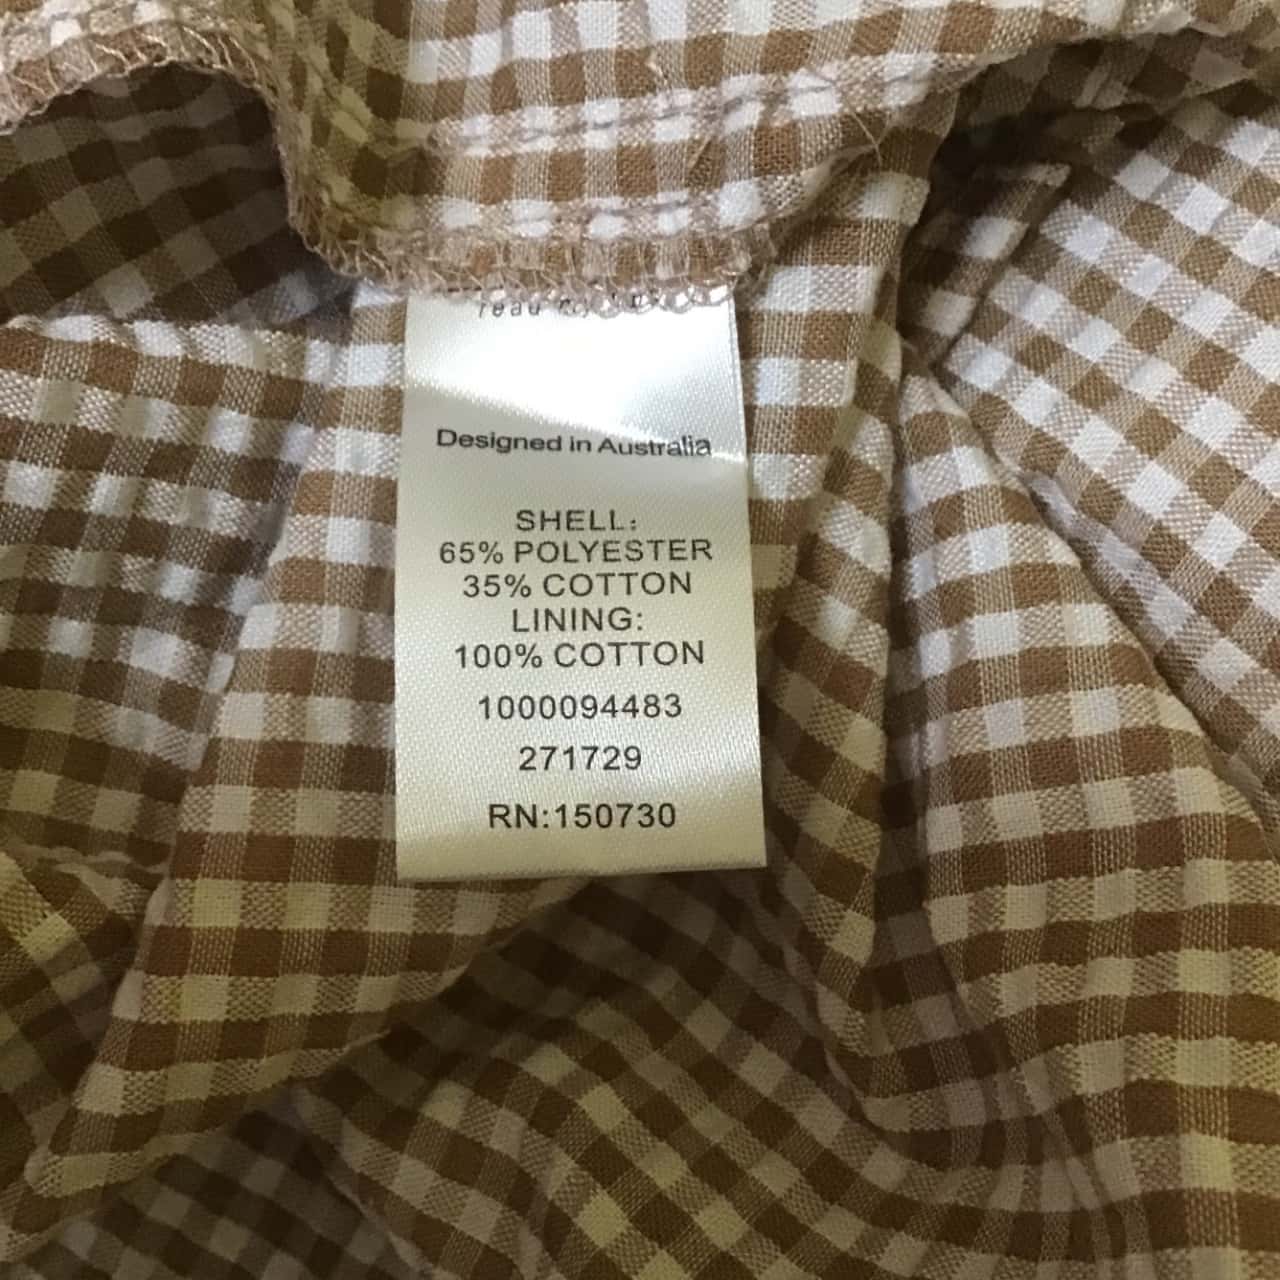 Designed in Australia
SHELL:
65% POLYESTER
35% COTTON
LINING:
100% COTTON
1000094483
271729
RN:150730